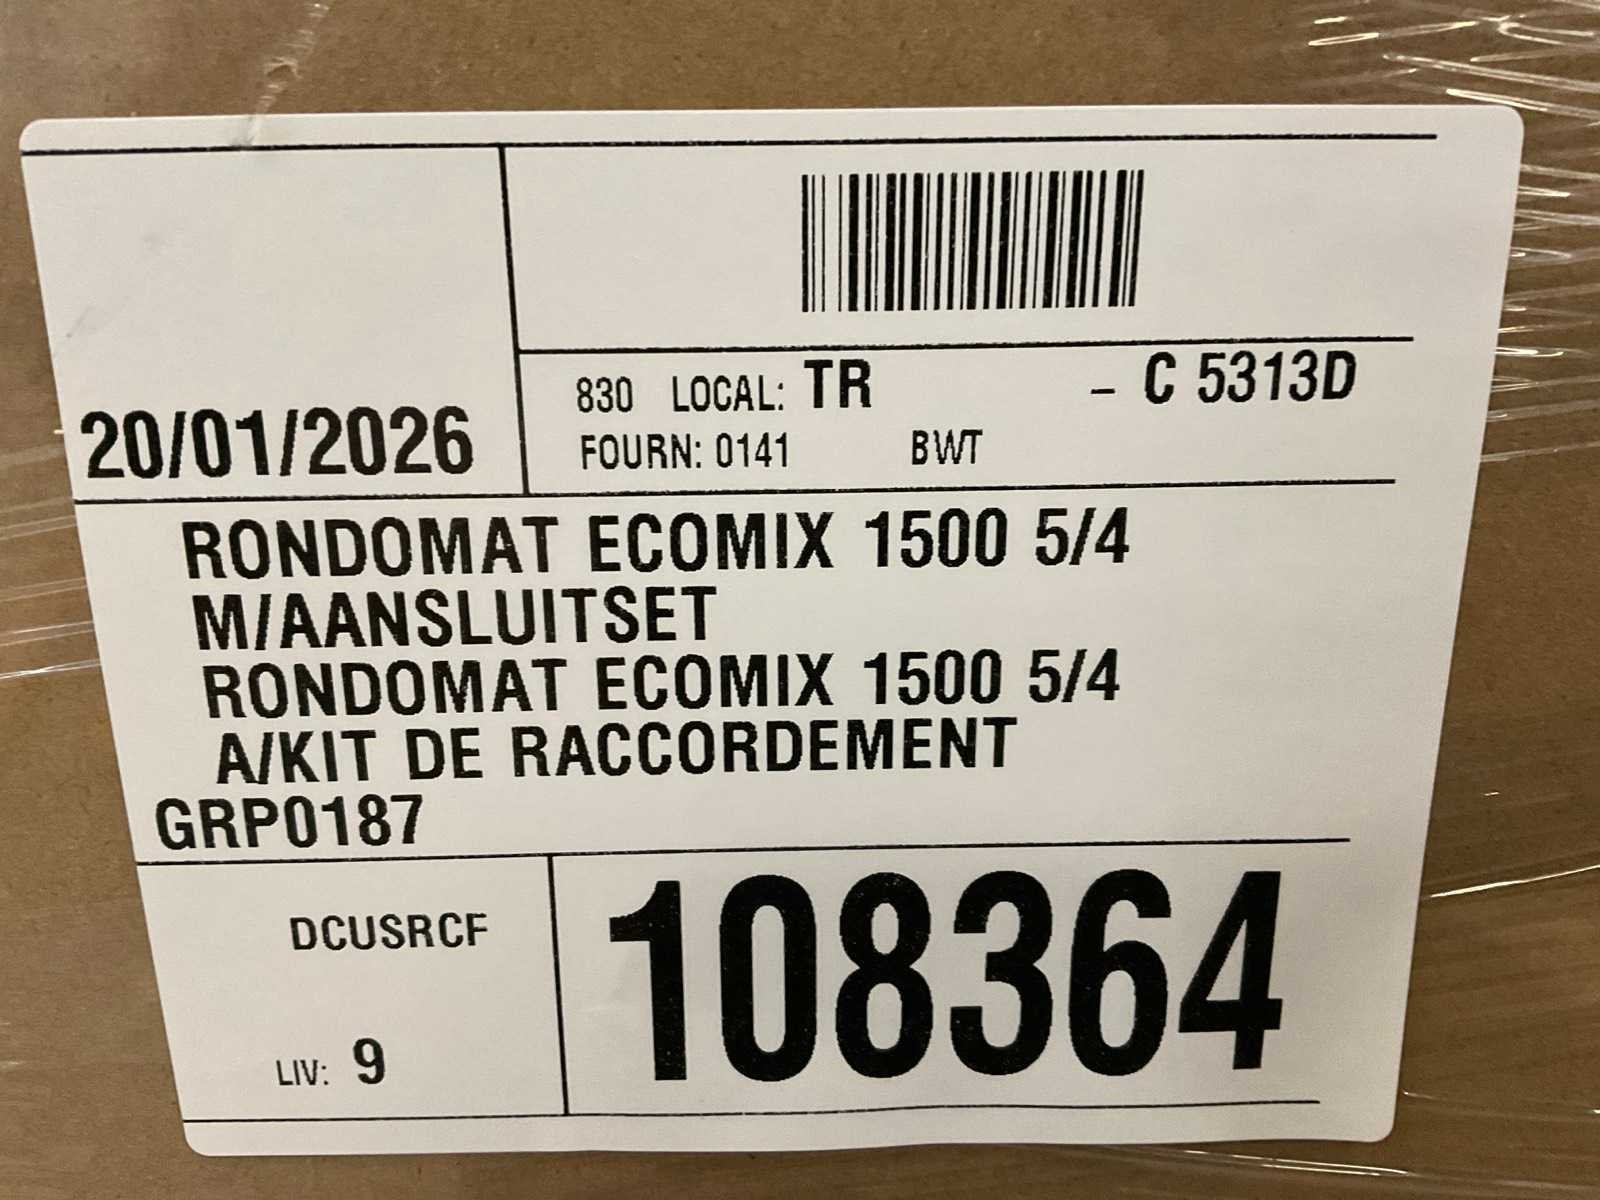 830 LOCAL: TR - C 5313D
20/01/2026
FOURN: 0141 BWT
RONDOMAT ECOMIX 1500 5/4
M/AANSLUITSET
RONDOMAT ECOMIX 1500 5/4
A/KIT DE RACCORDEMENT
GRP0187
DCUSRCF
108364
LIV: 9